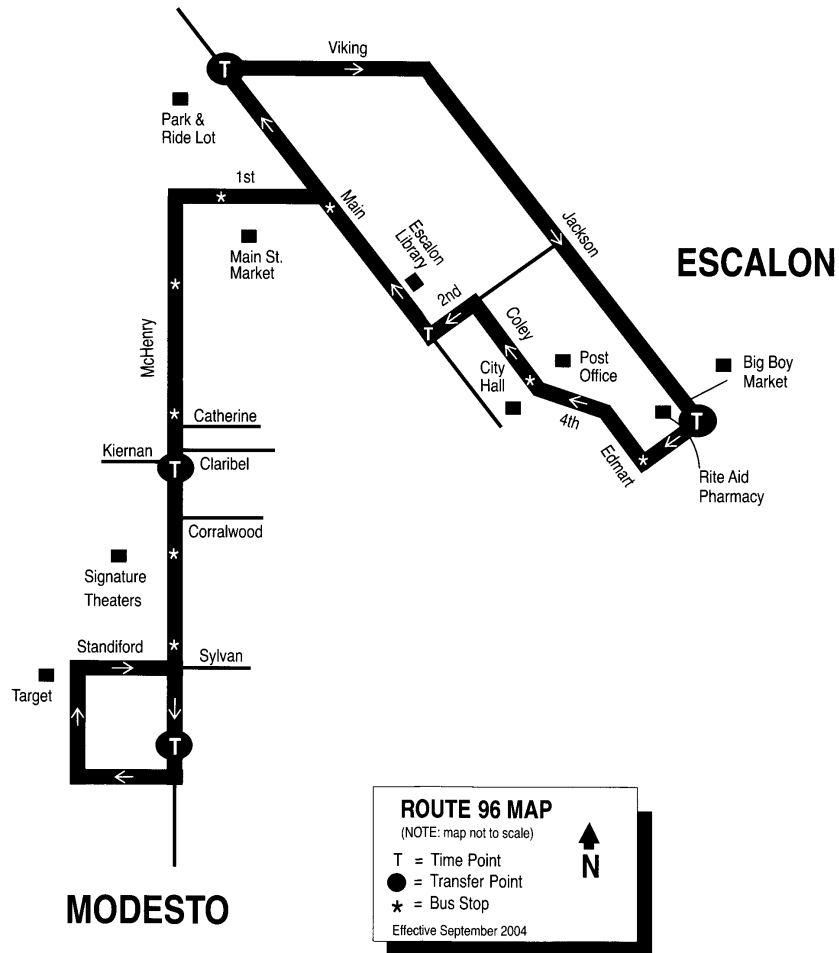 Viking
T
Park &
Ride Lot
1st
*
*
Main
Main St.
Market
Escalon
Library
Jackson
ESCALON
2nd
T
Coley
*
McHenry
City
Hall
*
Post
Office
4th
Big Boy
Market
T
Edmart
*
Rite Aid
Pharmacy
*
Catherine
Kiernan
T
Claribel
Corralwood
*
Signature
Theaters
Standiford
*
Sylvan
Target
T
MODESTO
ROUTE 96 MAP
(NOTE: map not to scale)
T = Time Point
= Transfer Point
* = Bus Stop
N
Effective September 2004